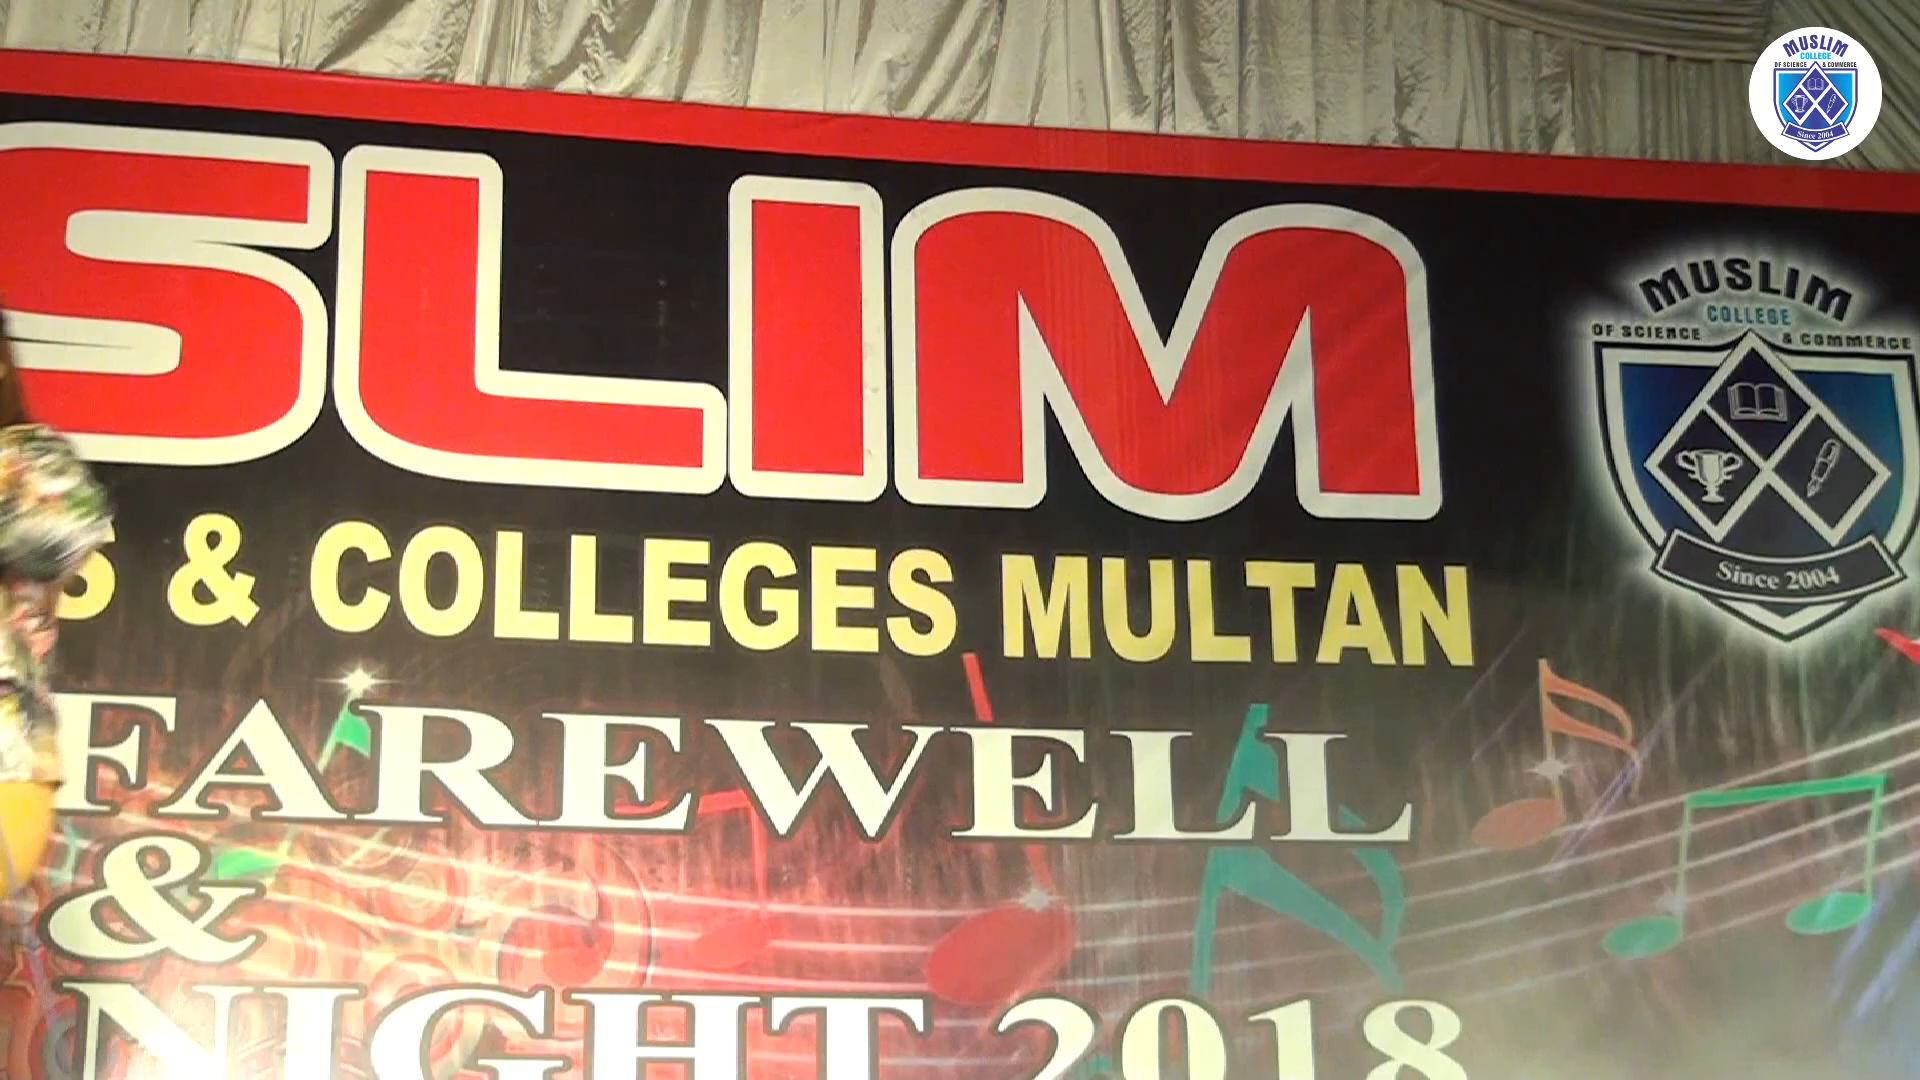 MUSLIM
COLLEGE
OF SCIENCE & COMMERCE
Since 2004
SLIM
MUSLIM
COLLEGE
OF SCIENCE & COMMERCE
Since 2004
S & COLLEGES MULTAN
FAREWELL
&
NIGHT 2018